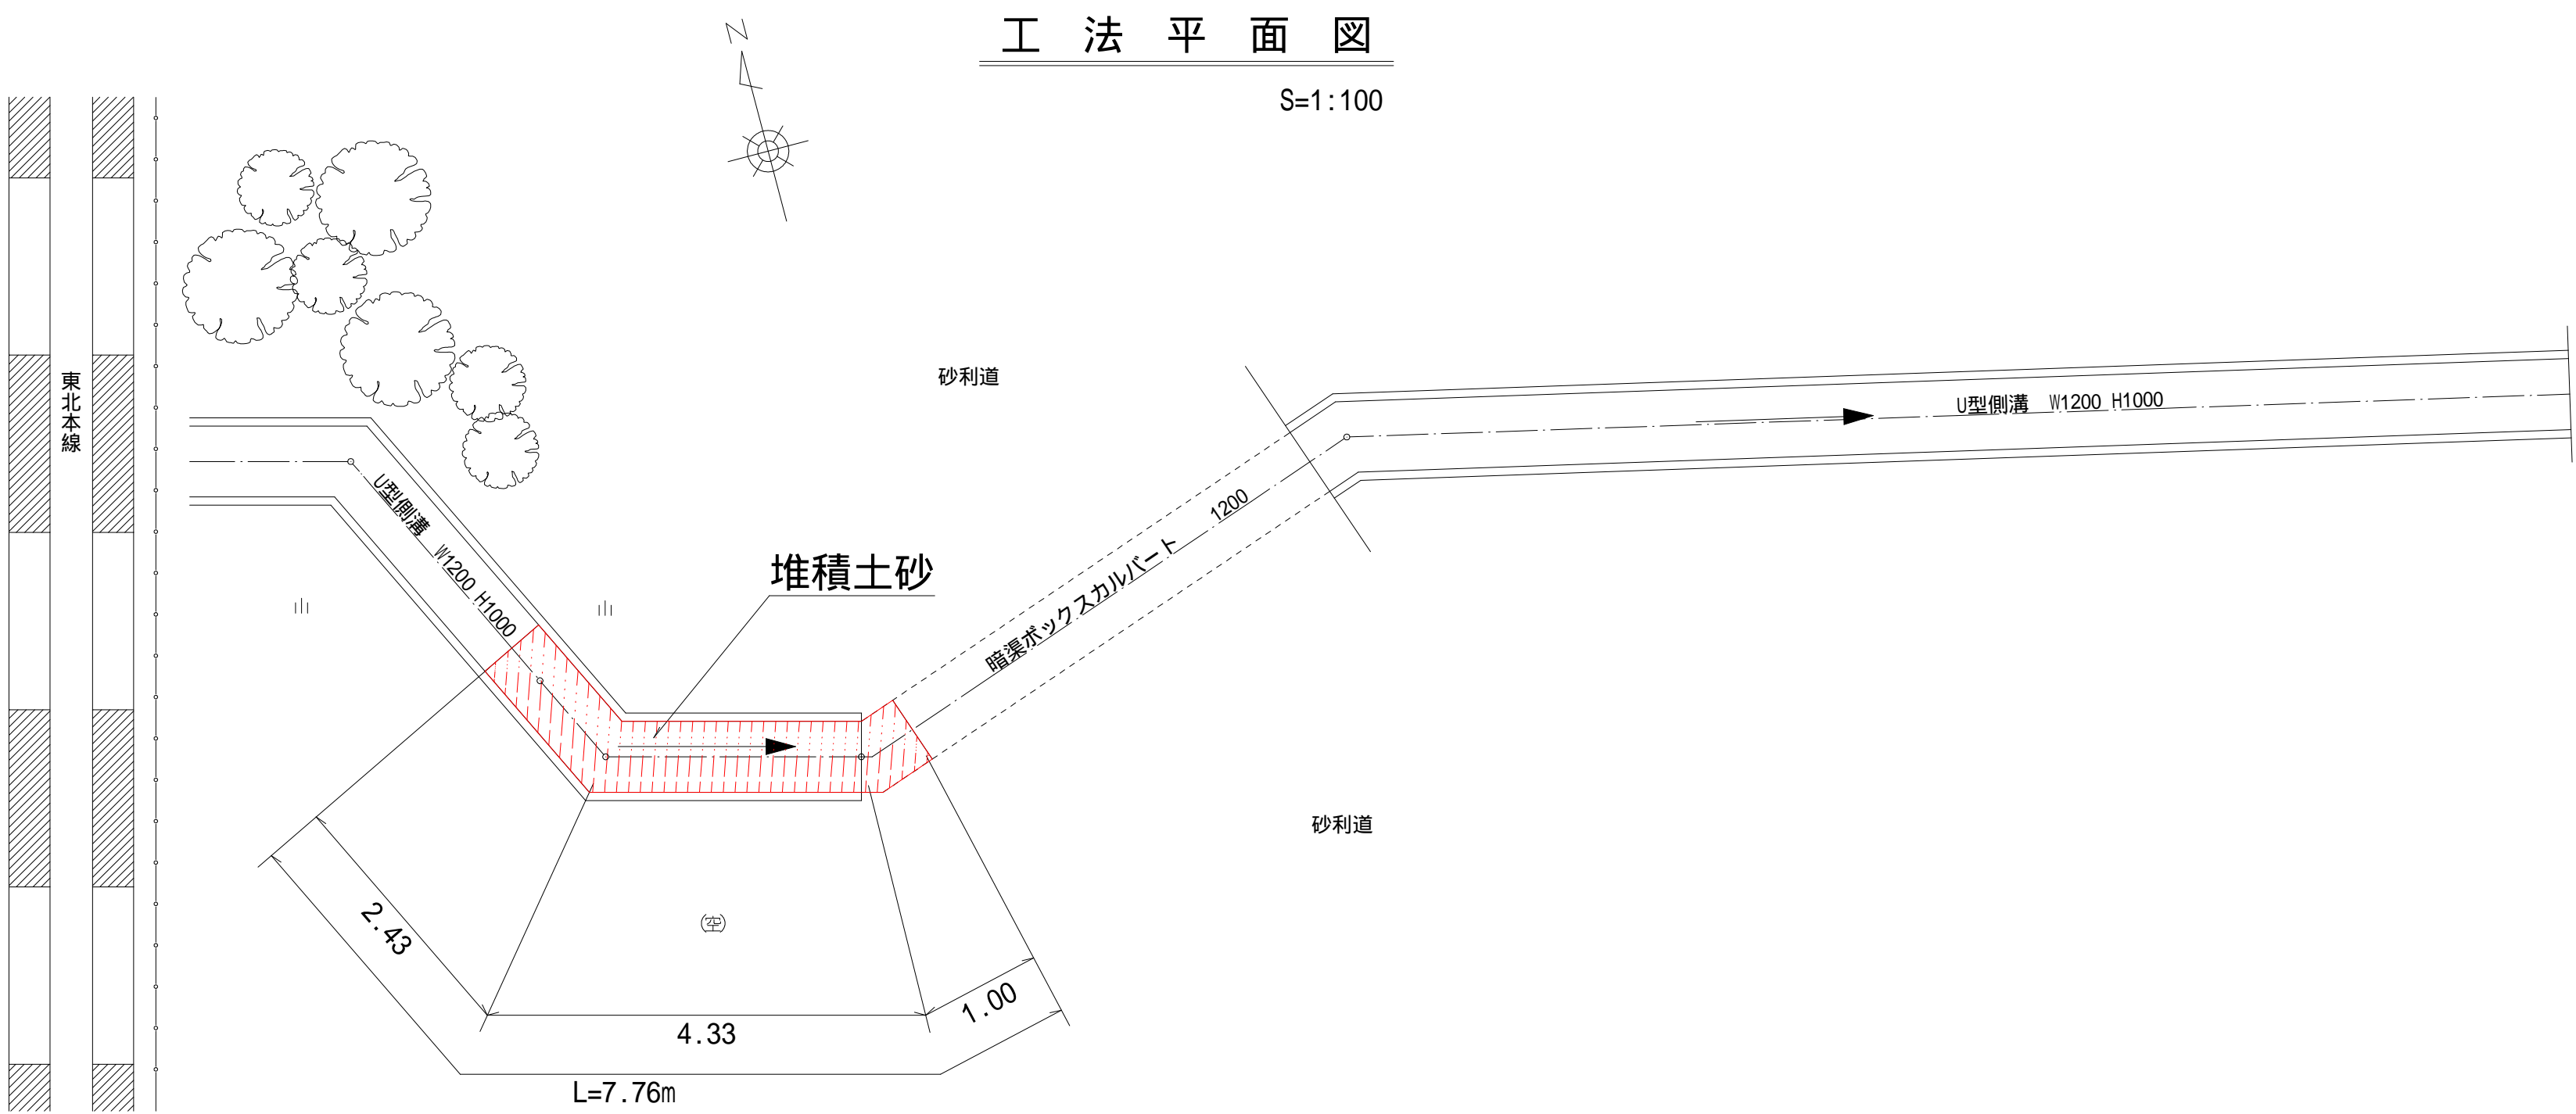 工法平面図
S=1:100
N
東北本線
砂利道
U型側溝 W1200 H1000
U型側溝 W1200 H1000
1200
堆積土砂
暗渠ボックスカルバート
砂利道
2.43
(空)
1.00
4.33
L=7.76m